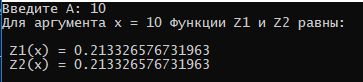 Введите A: 10
Для аргумента x = 10 Функции Z1 и Z2 равны:
Z1(x) = 0.213326576731963
Z2(x) = 0.213326576731963